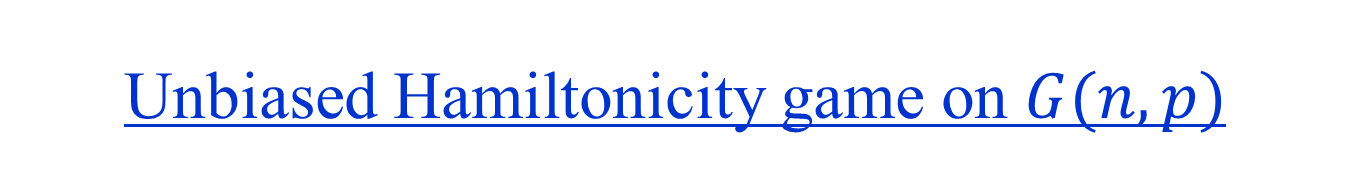 Unbiased Hamiltonicity game on 𝐺(𝑛, 𝑝)